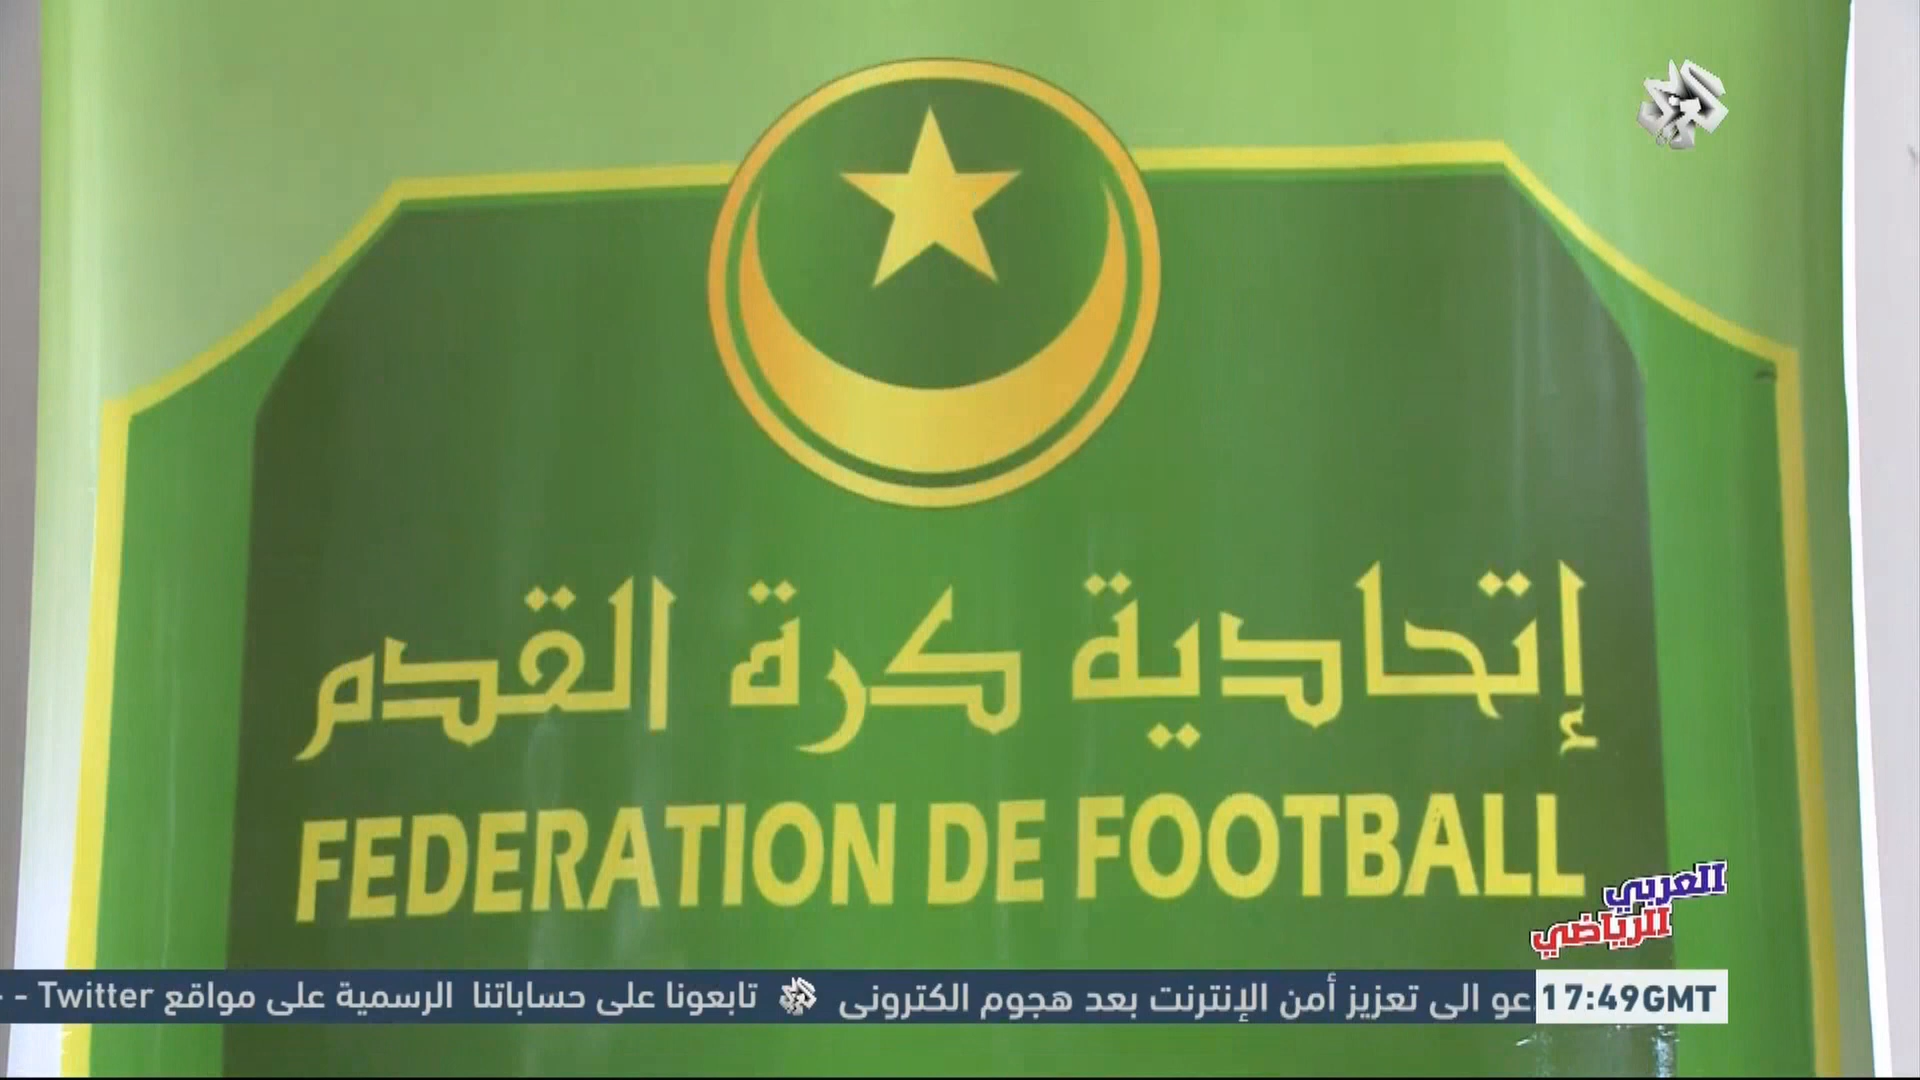 العربي
إتحادية كرة القدم
FEDERATION DE FOOTBALL
العربي
الرياضي
17:49GMT
عو الى تعزيز أمن الإنترنت بعد هجوم الكتروني تابعونا على حساباتنا الرسمية على مواقع Twitter -